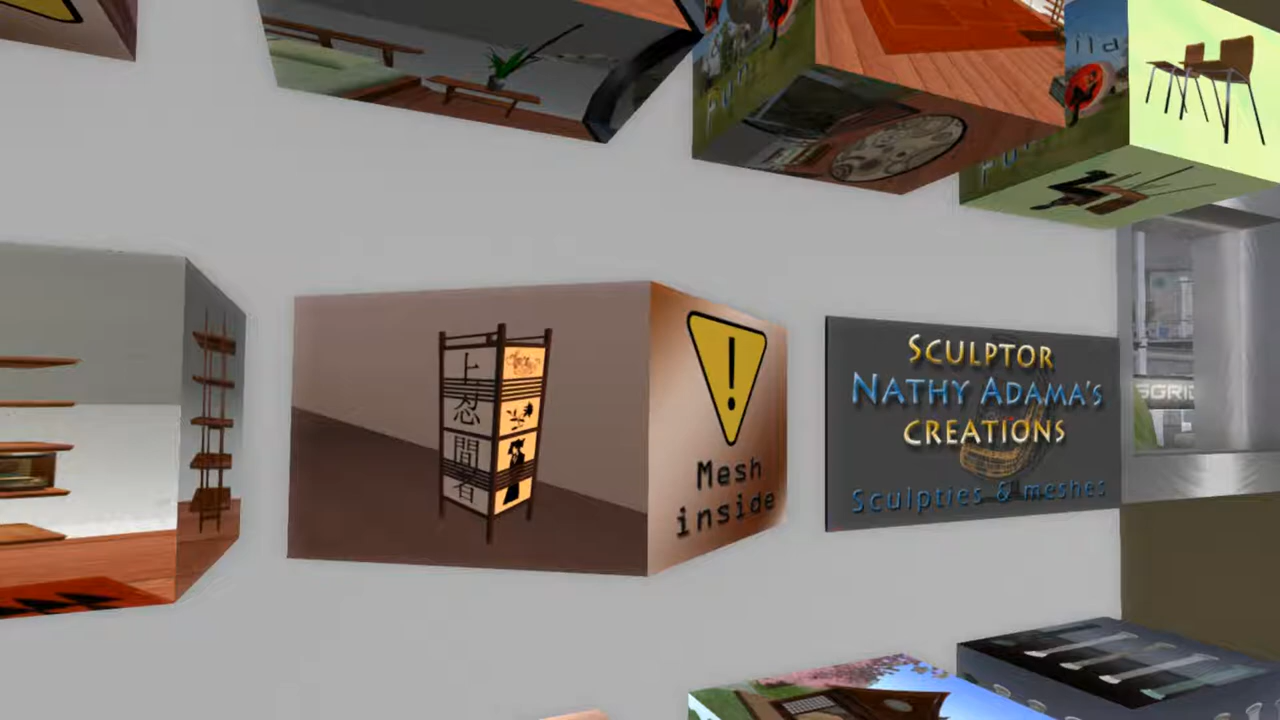 上
忍
間
者
Mesh
inside
SCULPTOR
NATHY ADAMA'S
CREATIONS
Sculpties & meshes